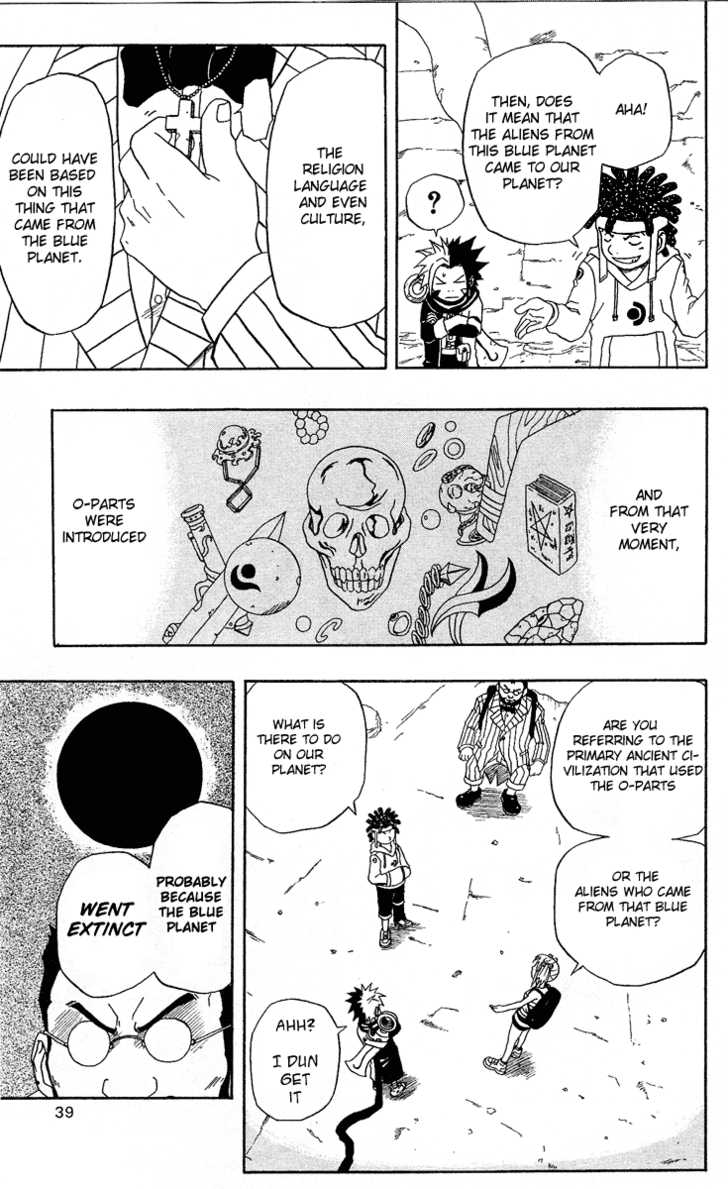 AHA!
THEN, DOES
IT MEAN THAT
THE ALIENS FROM
THIS BLUE PLANET
CAME TO OUR
PLANET?
?
THE
RELIGION
LANGUAGE
AND EVEN
CULTURE,
COULD HAVE
BEEN BASED
ON THIS
THING THAT
CAME FROM
THE BLUE
PLANET.
AND
FROM THAT
VERY
MOMENT,
O-PARTS
WERE
INTRODUCED
ARE YOU
REFERRING TO THE
PRIMARY ANCIENT CI-
VILIZATION THAT USED
THE O-PARTS
OR THE
ALIENS WHO CAME
FROM THAT BLUE
PLANET?
WHAT IS
THERE TO DO
ON OUR
PLANET?
AHH?
I DUN
GET
IT
PROBABLY
BECAUSE
THE BLUE
PLANET
WENT
EXTINCT
39